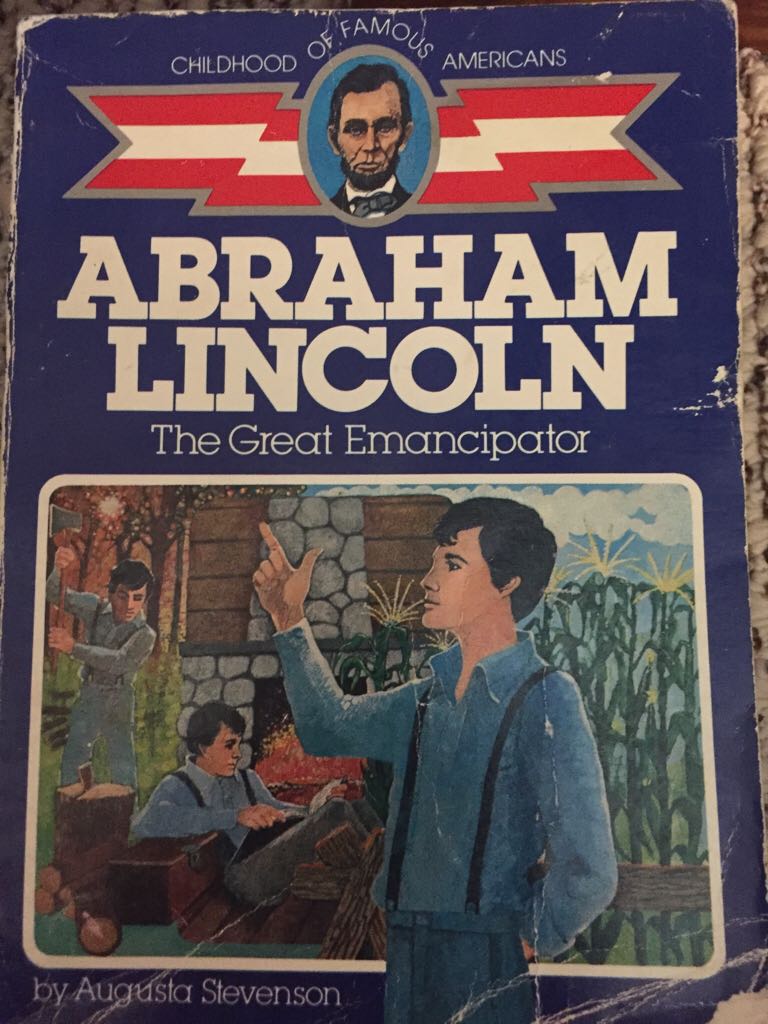 CHILDHOOD OF FAMOUS AMERICANS
ABRAHAM
LINCOLN
The Great Emancipator
by Augusta Stevenson